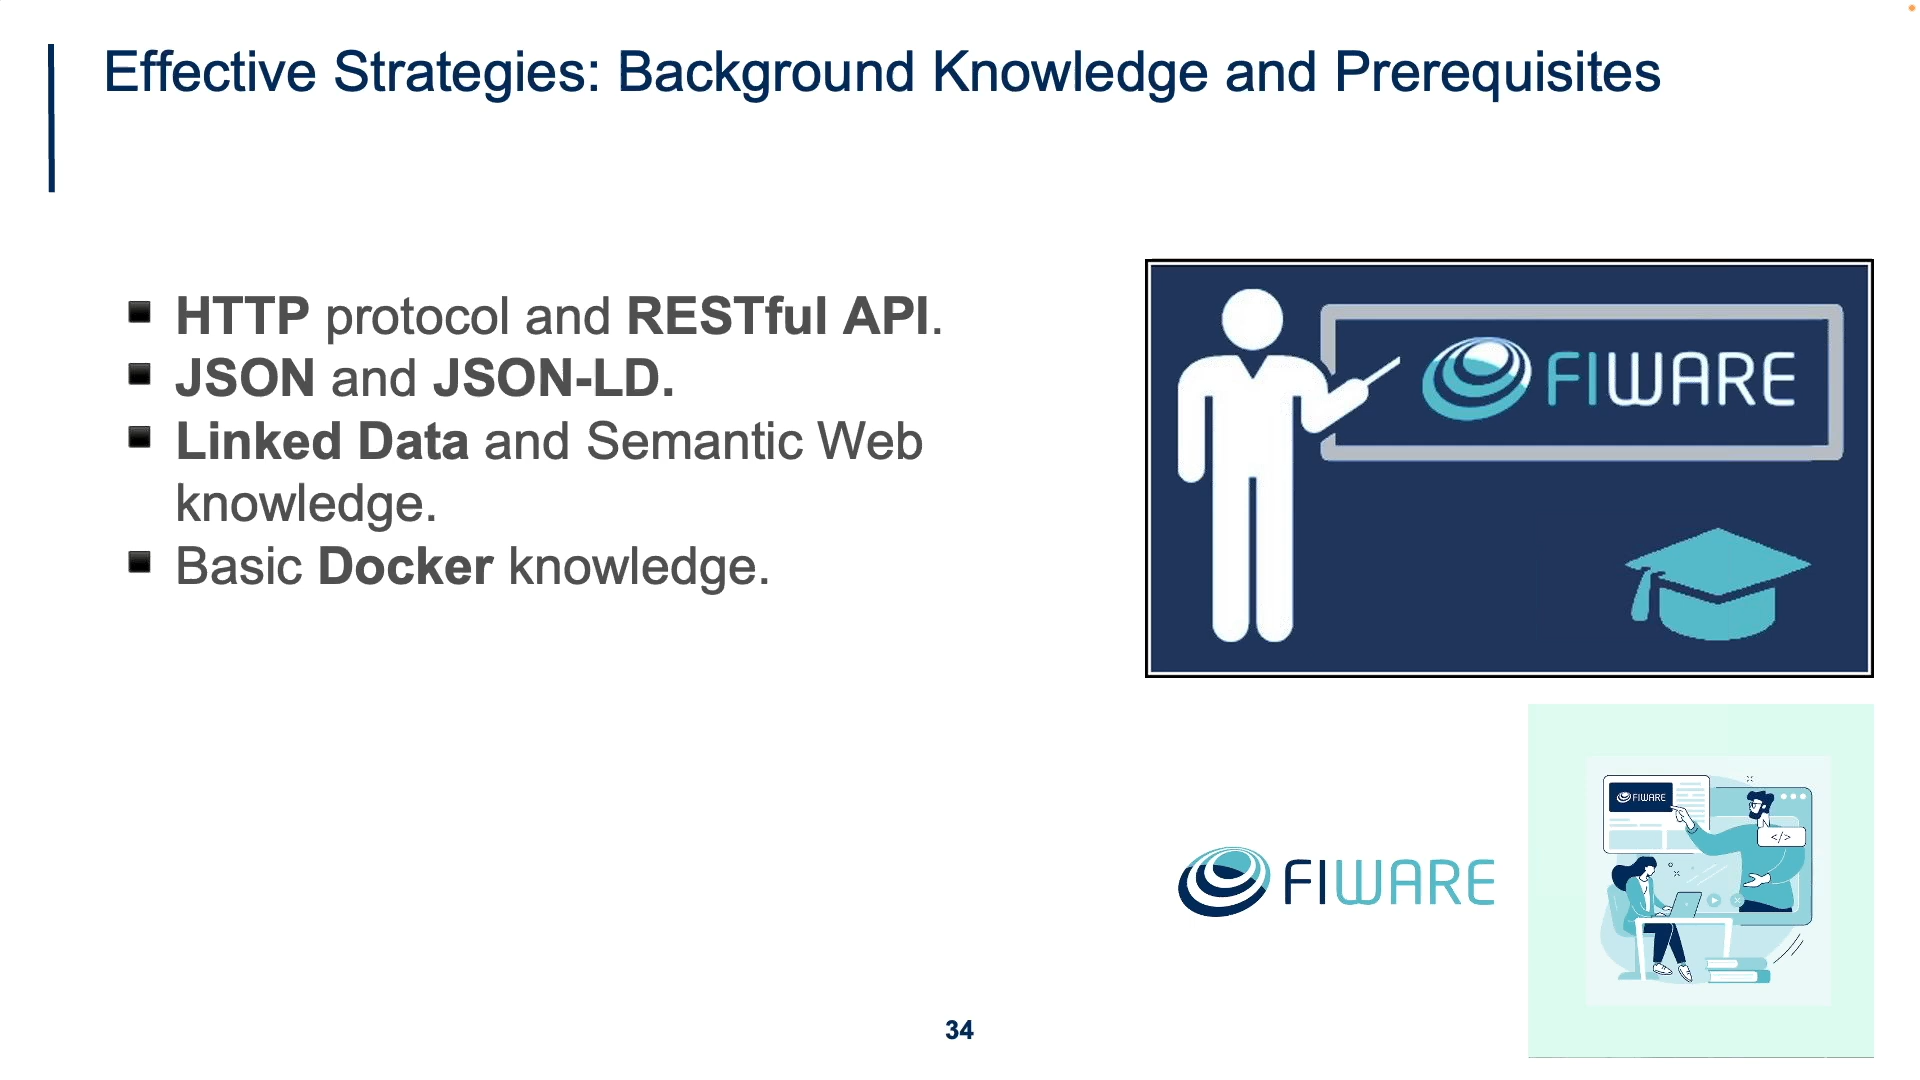 Effective Strategies: Background Knowledge and Prerequisites
HTTP protocol and RESTful API.
JSON and JSON-LD.
Linked Data and Semantic Web
knowledge.
Basic Docker knowledge.
FIWARE
FIWARE
FIWARE
</>
34